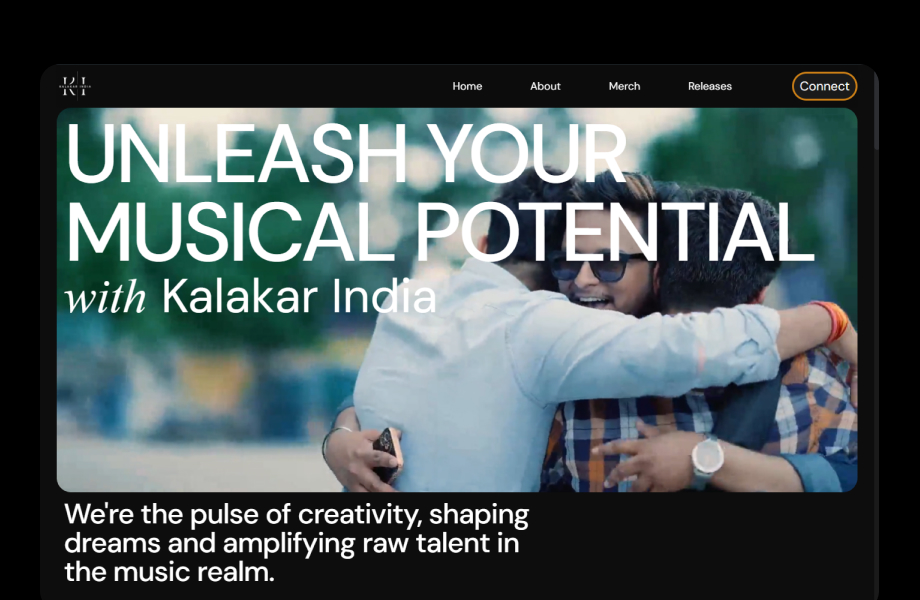 KI
KALAKAR INDIA
Home
About
Merch
Releases
Connect
UNLEASH YOUR
MUSICAL POTENTIAL
with Kalakar India
We're the pulse of creativity, shaping
dreams and amplifying raw talent in
the music realm.